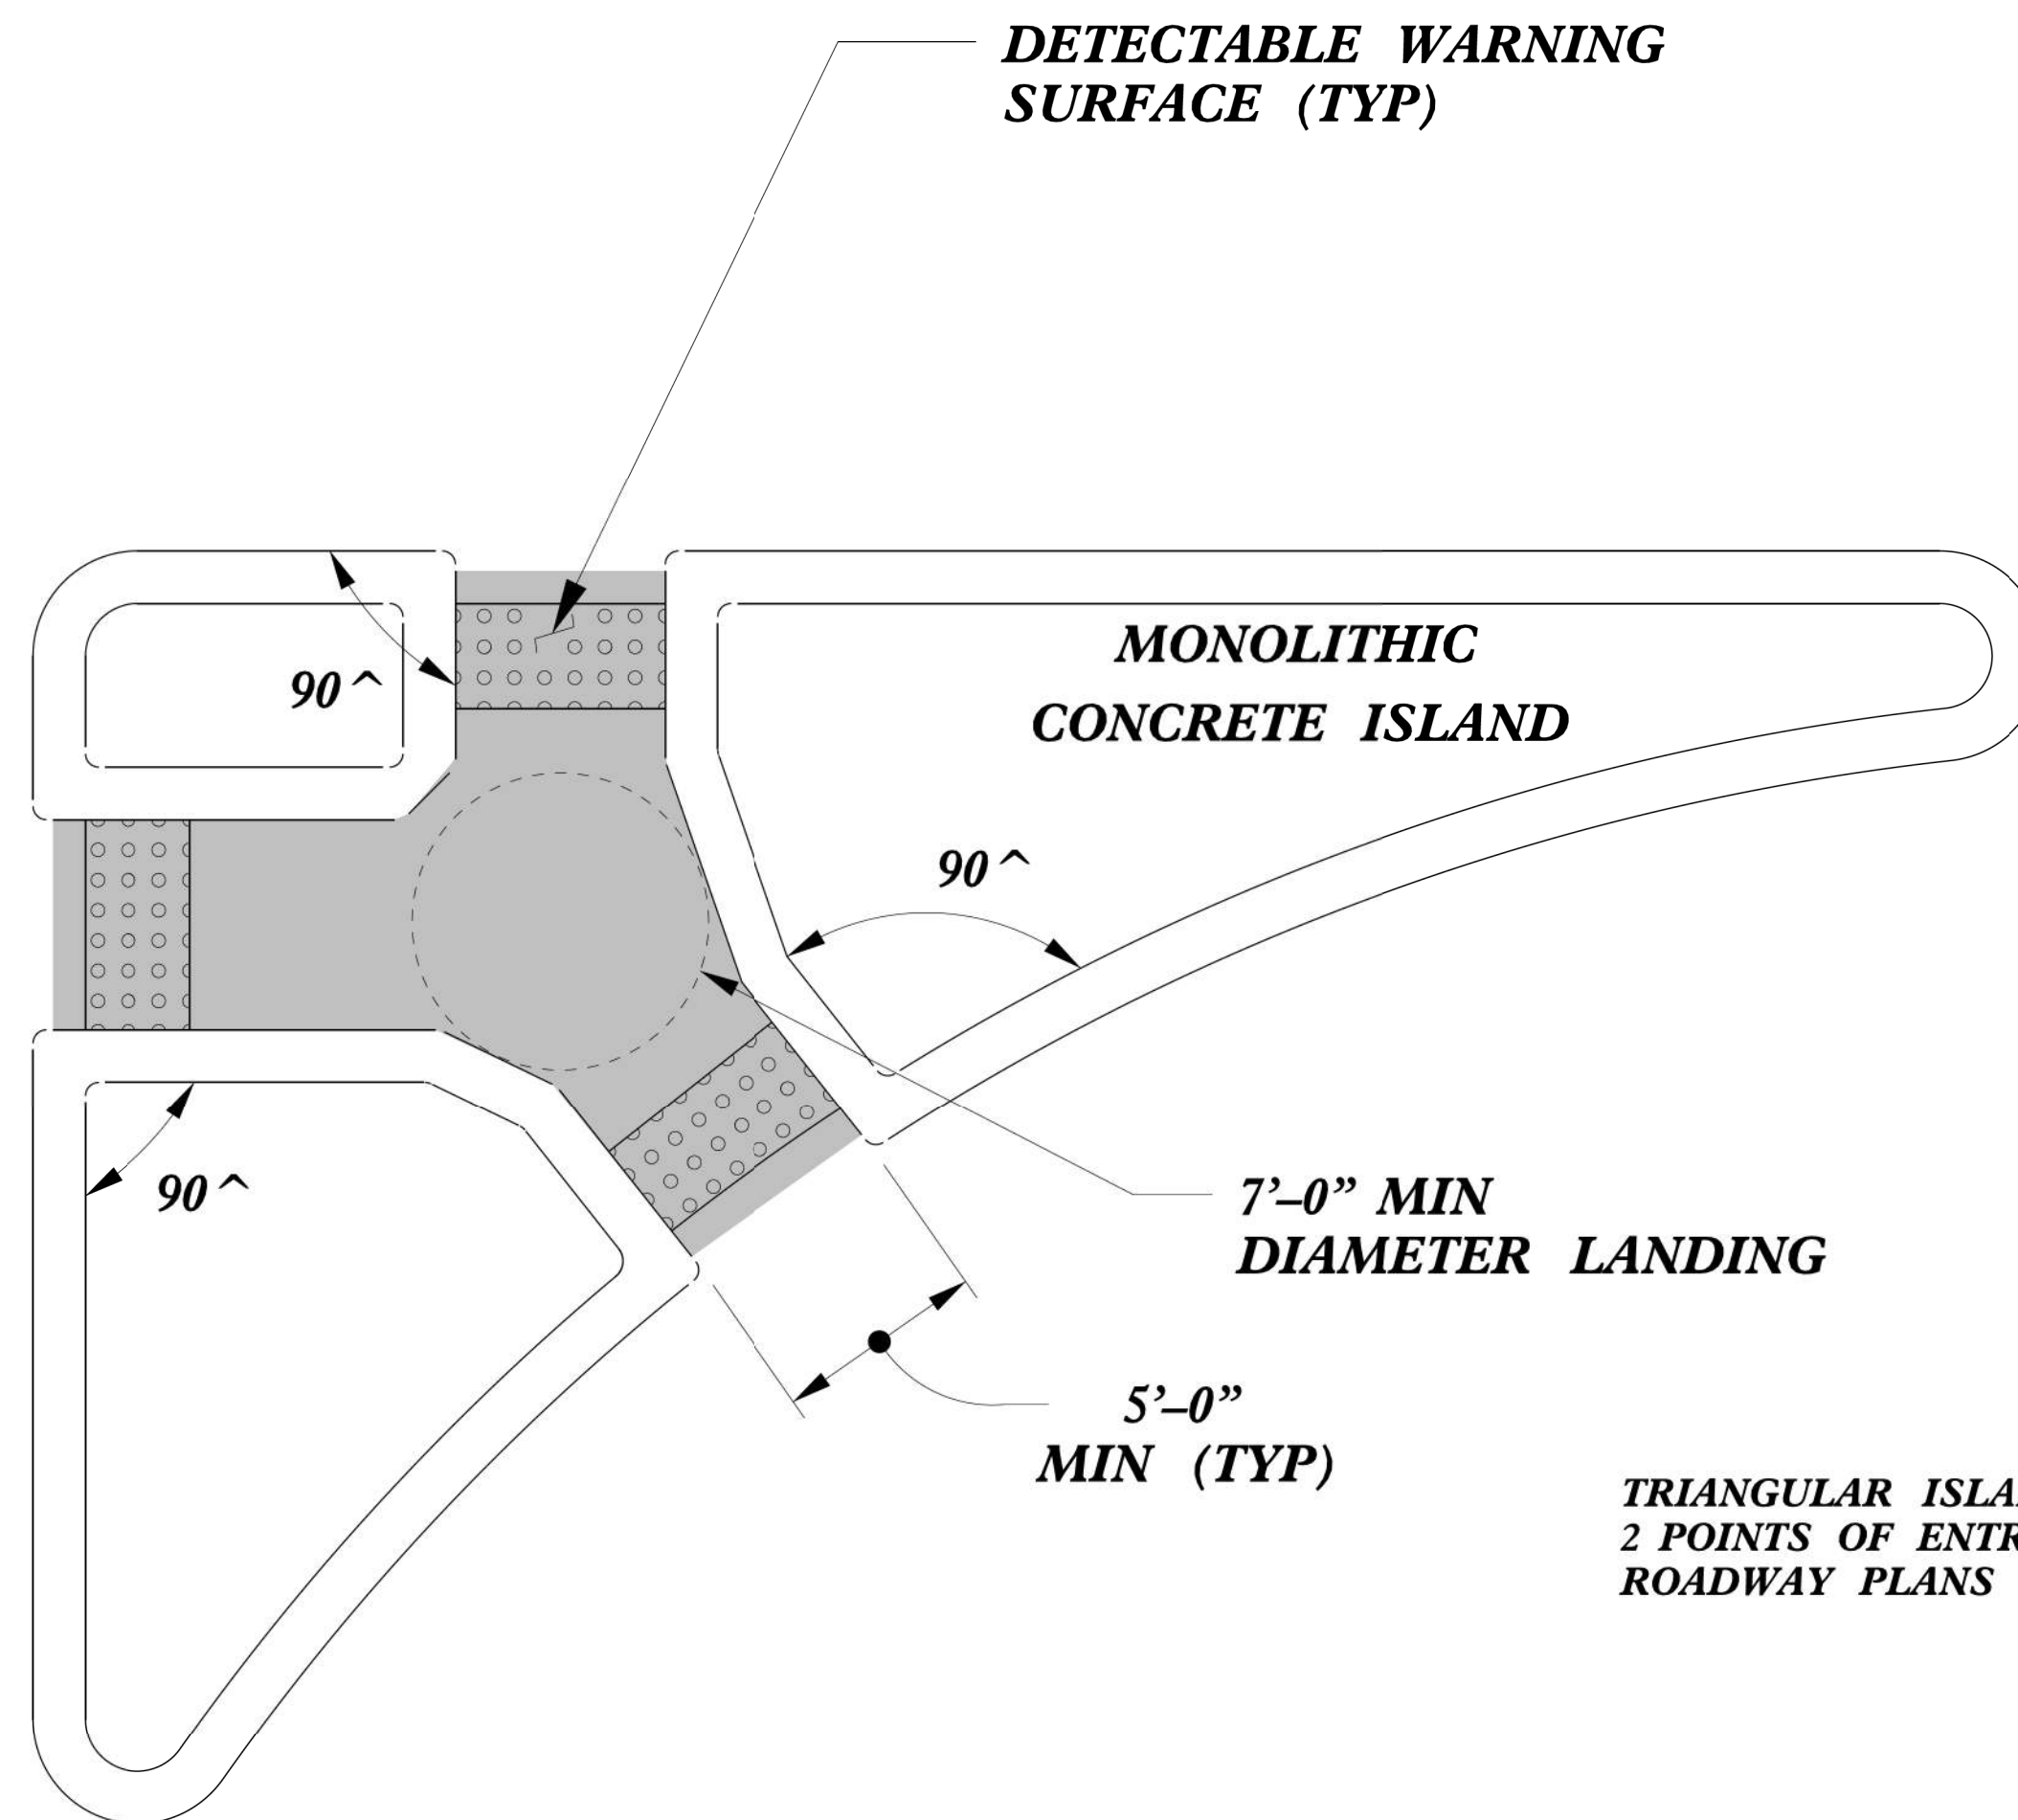 DETECTABLE WARNING
SURFACE (TYP)
MONOLITHIC
CONCRETE ISLAND
90^
90^
90^
7’–0” MIN
DIAMETER LANDING
5’–0”
MIN (TYP)
TRIANGULAR
2 POINTS OF
ROADWAY PLANS